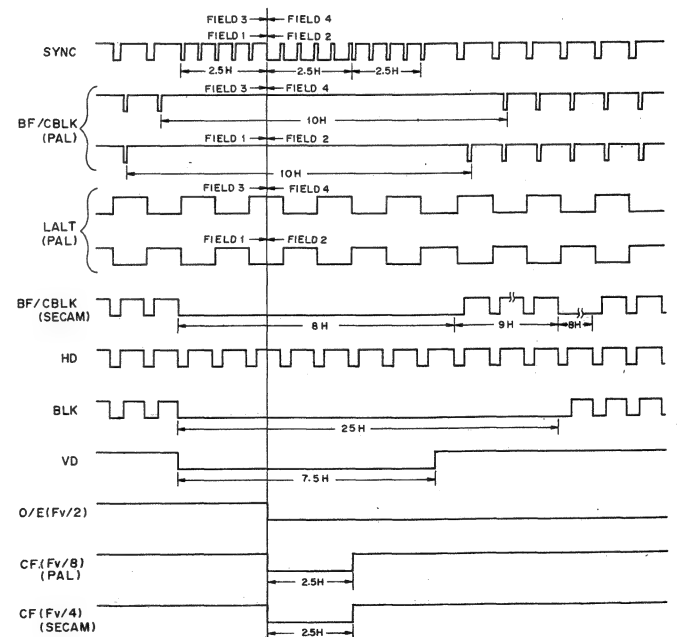 FIELD 3 FIELD 4
FIELD 1 FIELD 2
SYNC
2.5H 2.5H 2.5H
FIELD 3 FIELD 4
BF/CBLK
(PAL)
10H
FIELD 1 FIELD 2
10H
FIELD 3 FIELD 4
LALT
(PAL)
FIELD 1 FIELD 2
BF/CBLK
(SECAM)
8H 9H 8H
HD
BLK
25H
VD
7.5H
O/E(Fv/2)
CF.(Fv/8)
(PAL)
2.5H
CF(Fv/4)
(SECAM)
2.5H